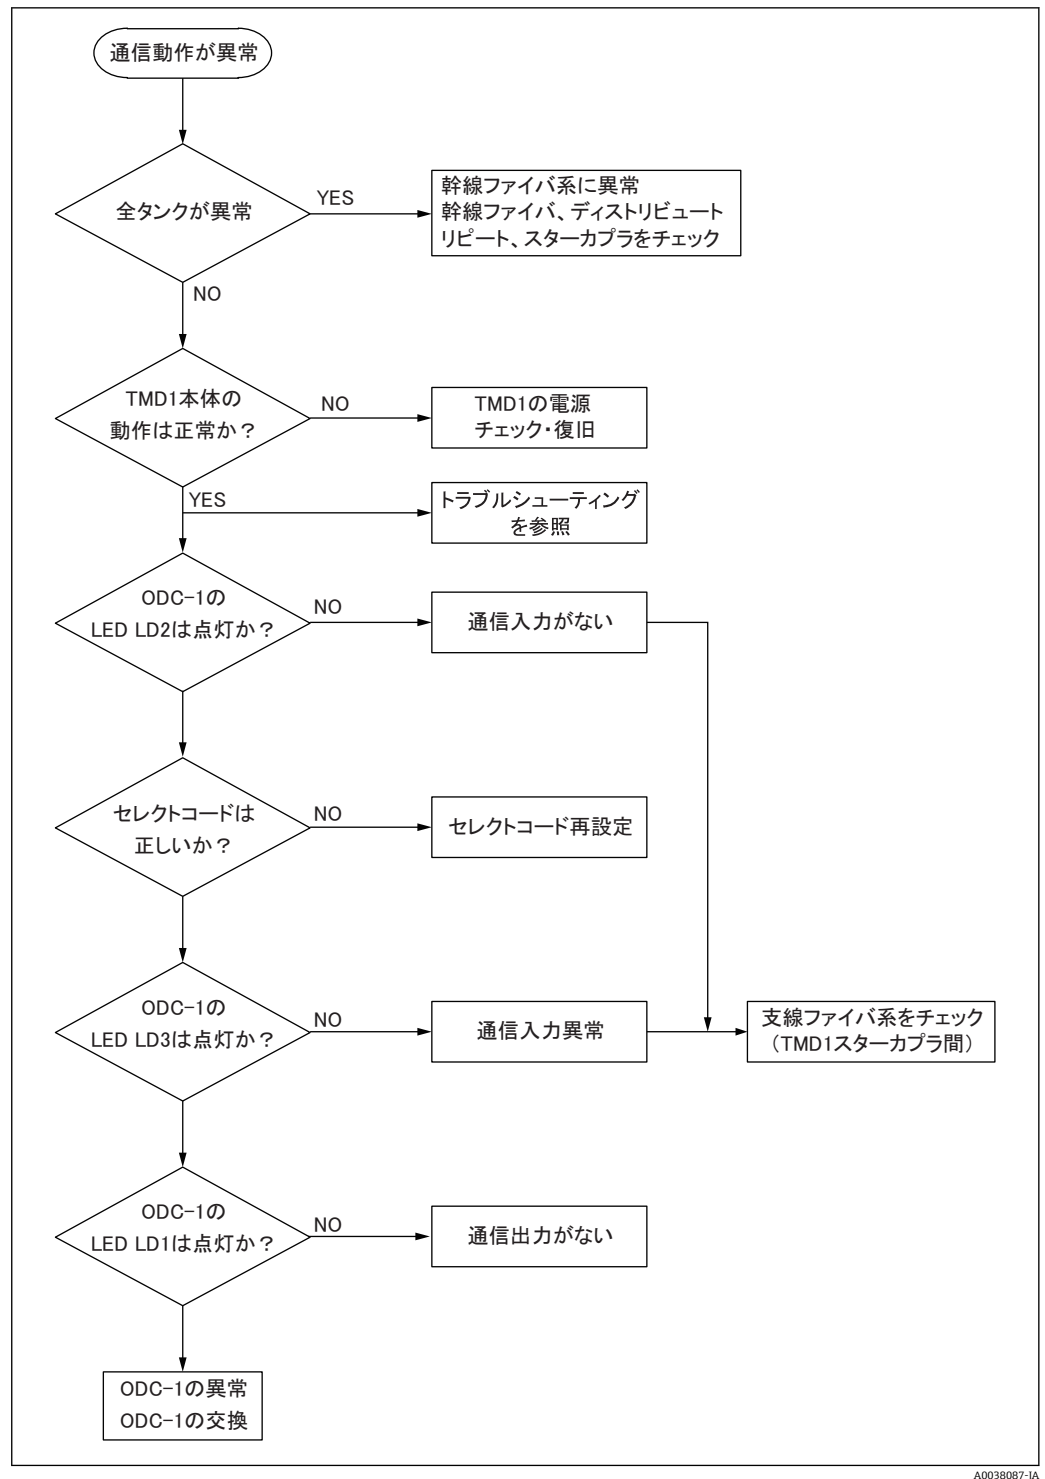 通信動作が異常
全タンクが異常
YES
幹線ファイバ系に異常
幹線ファイバ、ディストリビュート
リピート、スターカプラをチェック
NO
TMD1本体の
動作は正常か？
NO
TMD1の電源
チェック・復旧
YES
トラブルシューティング
を参照
ODC-1の
LED LD2は点灯か？
NO
通信入力がない
セレクトコードは
正しいか？
NO
セレクトコード再設定
ODC-1の
LED LD3は点灯か？
NO
通信入力異常
支線ファイバ系をチェック
（TMD1スターカプラ間）
ODC-1の
LED LD1は点灯か？
NO
通信出力がない
ODC-1の異常
ODC-1の交換
A0038087-JA